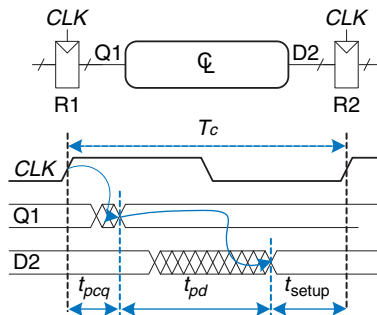 CLK CLK
Q1 CL D2
R1 R2
Tc
CLK
Q1
D2
tpcq tpd tsetup